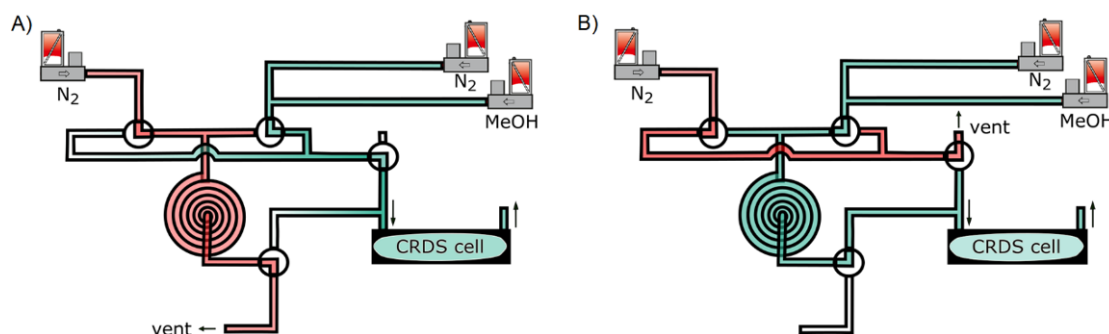 A)
N₂
N₂
MeOH
CRDS cell
vent
B)
N₂
N₂
MeOH
vent
CRDS cell